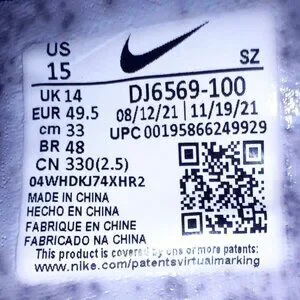 US
15
SZ
UK 14
EUR 49.5
cm 33
BR 48
CN 330(2.5)
DJ6569-100
08/12/21 | 11/19/21
UPC 00195866249929
04WHDKJ74XHR2
MADE IN CHINA
HECHO EN CHINA
FABRIQUE EN CHINE
FABRICADO NA CHINA
This product is covered by one or more
www.nike.com/patentsvirtualmarking